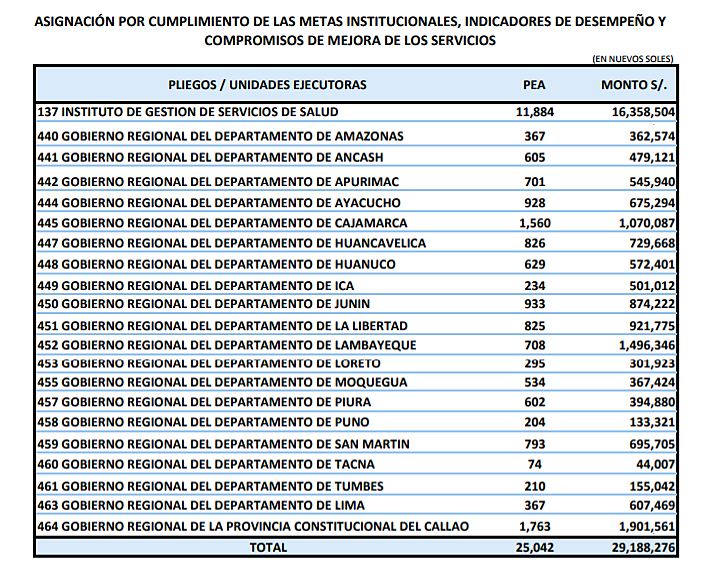 ASIGNACIÓN POR CUMPLIMIENTO DE LAS METAS INSTITUCIONALES, INDICADORES DE DESEMPEÑO Y
COMPROMISOS DE MEJORA DE LOS SERVICIOS
(EN NUEVOS SOLES)
PLIEGOS / UNIDADES EJECUTORAS PEA MONTO S/.
137 INSTITUTO DE GESTION DE SERVICIOS DE SALUD 11,884 16,358,504
440 GOBIERNO REGIONAL DEL DEPARTAMENTO DE AMAZONAS 367 362,574
441 GOBIERNO REGIONAL DEL DEPARTAMENTO DE ANCASH 605 479,121
442 GOBIERNO REGIONAL DEL DEPARTAMENTO DE APURIMAC 701 545,940
444 GOBIERNO REGIONAL DEL DEPARTAMENTO DE AYACUCHO 928 675,294
445 GOBIERNO REGIONAL DEL DEPARTAMENTO DE CAJAMARCA 1,560 1,070,087
447 GOBIERNO REGIONAL DEL DEPARTAMENTO DE HUANCAVELICA 826 729,668
448 GOBIERNO REGIONAL DEL DEPARTAMENTO DE HUANUCO 629 572,401
449 GOBIERNO REGIONAL DEL DEPARTAMENTO DE ICA 234 501,012
450 GOBIERNO REGIONAL DEL DEPARTAMENTO DE JUNIN 933 874,222
451 GOBIERNO REGIONAL DEL DEPARTAMENTO DE LA LIBERTAD 825 921,775
452 GOBIERNO REGIONAL DEL DEPARTAMENTO DE LAMBAYEQUE 708 1,496,346
453 GOBIERNO REGIONAL DEL DEPARTAMENTO DE LORETO 295 301,923
455 GOBIERNO REGIONAL DEL DEPARTAMENTO DE MOQUEGUA 534 367,424
457 GOBIERNO REGIONAL DEL DEPARTAMENTO DE PIURA 602 394,880
458 GOBIERNO REGIONAL DEL DEPARTAMENTO DE PUNO 204 133,321
459 GOBIERNO REGIONAL DEL DEPARTAMENTO DE SAN MARTIN 793 695,705
460 GOBIERNO REGIONAL DEL DEPARTAMENTO DE TACNA 74 44,007
461 GOBIERNO REGIONAL DEL DEPARTAMENTO DE TUMBES 210 155,042
463 GOBIERNO REGIONAL DEL DEPARTAMENTO DE LIMA 367 607,469
464 GOBIERNO REGIONAL DE LA PROVINCIA CONSTITUCIONAL DEL CALLAO 1,763 1,901,561
TOTAL 25,042 29,188,276